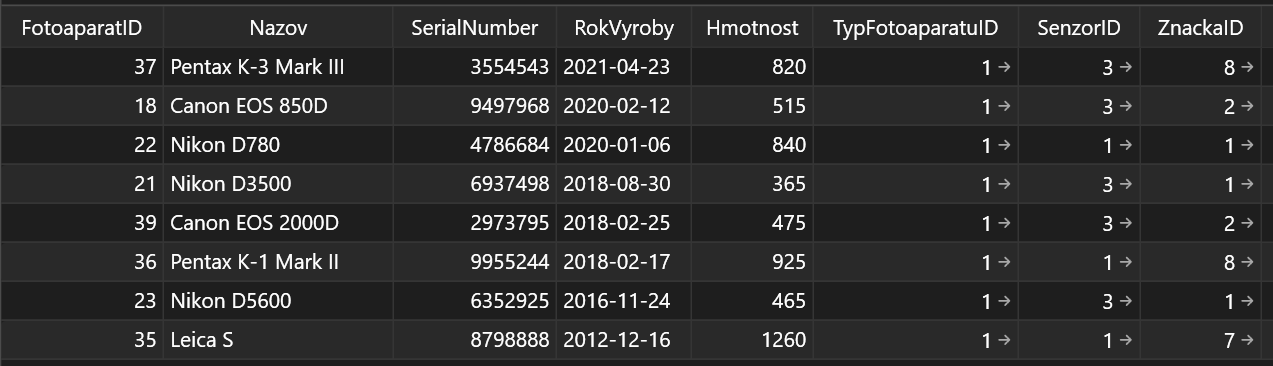 FotoaparatID Nazov SerialNumber RokVyroby Hmotnost TypFotoaparatuID SenzorID ZnackaID
37 Pentax K-3 Mark III 3554543 2021-04-23 820 1 → 3 → 8 →
18 Canon EOS 850D 9497968 2020-02-12 515 1 → 3 → 2 →
22 Nikon D780 4786684 2020-01-06 840 1 → 1 → 1 →
21 Nikon D3500 6937498 2018-08-30 365 1 → 3 → 1 →
39 Canon EOS 2000D 2973795 2018-02-25 475 1 → 3 → 2 →
36 Pentax K-1 Mark II 9955244 2018-02-17 925 1 → 1 → 8 →
23 Nikon D5600 6352925 2016-11-24 465 1 → 3 → 1 →
35 Leica S 8798888 2012-12-16 1260 1 → 1 → 7 →